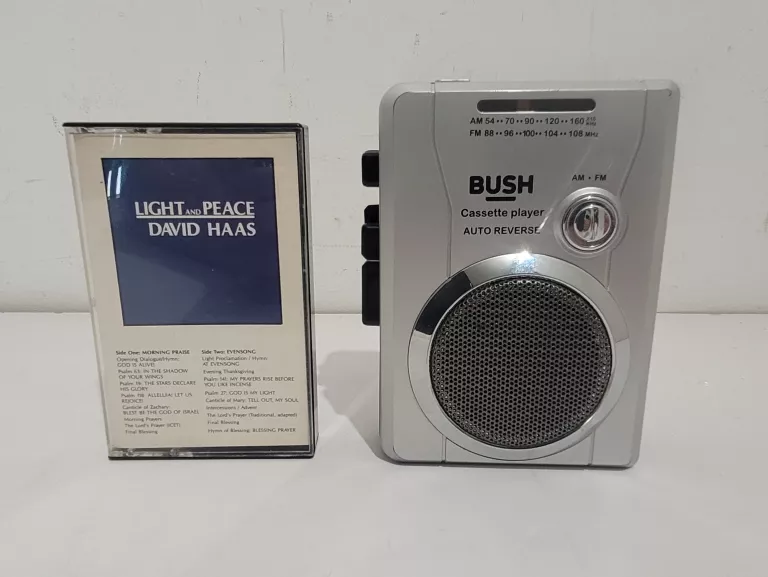 LIGHT AND PEACE
DAVID HAAS
Side One: MORNING PRAISE
Opening Dialogue/Hymn:
GOD IS ALIVE!
Psalm 63: IN THE SHADOW
OF YOUR WINGS
Psalm 19: THE STARS DECLARE
HIS GLORY
Psalm 118: ALLELUIA! LET US
REJOICE!
Canticle of Zachary:
BLESS'D BE THE GOD OF ISRAEL
Morning Prayers
The Lord's Prayer (ICET)
Final Blessing
Side Two: EVENSONG
Light Proclamation / Hymn:
AT EVENSONG
Evening Thanksgiving
Psalm 141: MY PRAYERS RISE BEFORE
YOU LIKE INCENSE
Psalm 27: GOD IS MY LIGHT
Canticle of Mary: TELL OUT, MY SOUL
Intercessions / Advent
The Lord's Prayer (Traditional, adapted)
Final Blessing
Hymn of Blessing: BLESSING PRAYER
AM 54··70··90··120··160
FM 88··96··100··104··108 MHz
BUSH
AM · FM
Cassette player
AUTO REVERSE